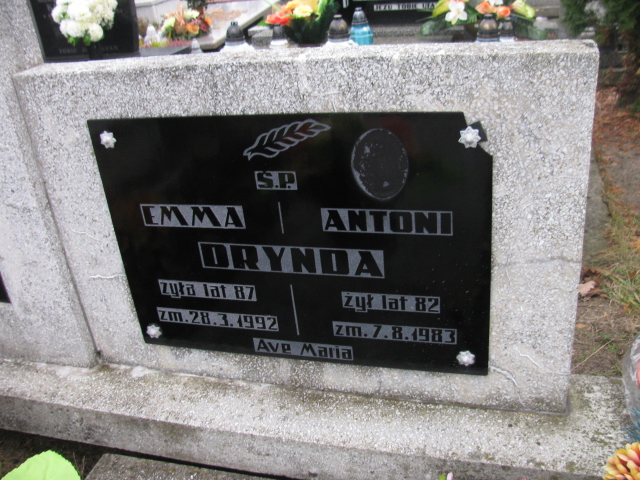 Ś.P.
EMMA ANTONI
DRYNDA
żyła lat 87 żył lat 82
zm. 28.3.1992 zm. 7.8.1983
Ave Maria